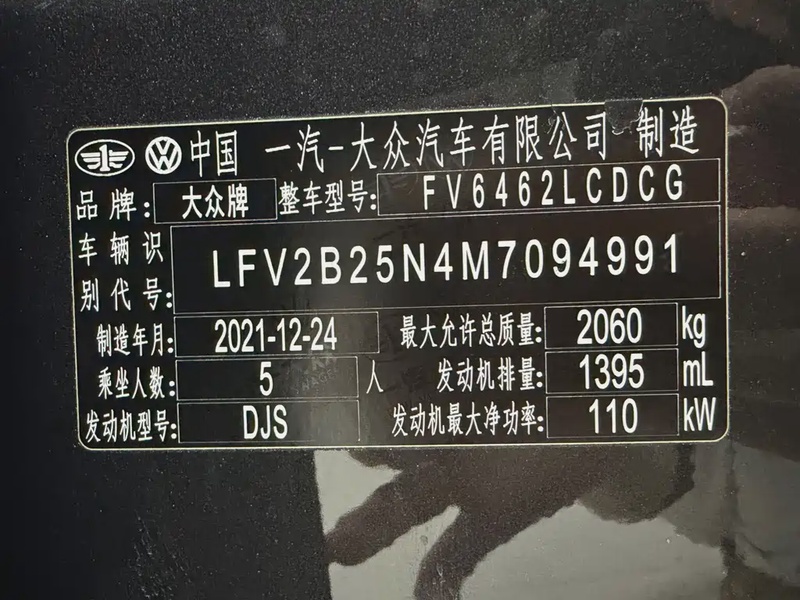 中国 一汽-大众汽车有限公司 制造
品牌: 大众牌 整车型号: FV6462LCDCG
车辆识别代号: LFV2B25N4M7094991
制造年月: 2021-12-24 最大允许总质量: 2060 kg
乘坐人数: 5 人 发动机排量: 1395 mL
发动机型号: DJS 发动机最大净功率: 110 kW